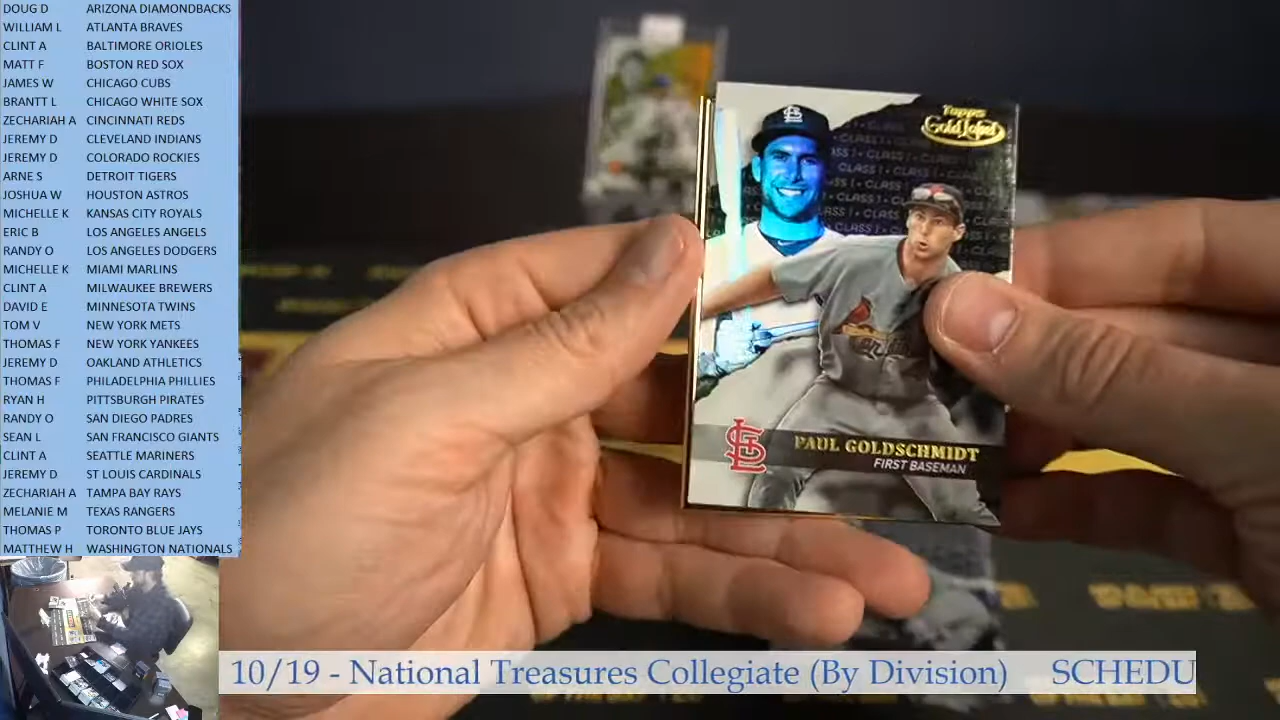 DOUG D ARIZONA DIAMONDBACKS
WILLIAM L ATLANTA BRAVES
CLINT A BALTIMORE ORIOLES
MATT F BOSTON RED SOX
JAMES W CHICAGO CUBS
BRANTT L CHICAGO WHITE SOX
ZECHARIAH A CINCINNATI REDS
JEREMY D CLEVELAND INDIANS
JEREMY D COLORADO ROCKIES
ARNE S DETROIT TIGERS
JOSHUA W HOUSTON ASTROS
MICHELLE K KANSAS CITY ROYALS
ERIC B LOS ANGELES ANGELS
RANDY O LOS ANGELES DODGERS
MICHELLE K MIAMI MARLINS
CLINT A MILWAUKEE BREWERS
DAVID E MINNESOTA TWINS
TOM V NEW YORK METS
THOMAS F NEW YORK YANKEES
JEREMY D OAKLAND ATHLETICS
THOMAS F PHILADELPHIA PHILLIES
RYAN H PITTSBURGH PIRATES
RANDY O SAN DIEGO PADRES
SEAN L SAN FRANCISCO GIANTS
CLINT A SEATTLE MARINERS
JEREMY D ST LOUIS CARDINALS
ZECHARIAH A TAMPA BAY RAYS
MELANIE M TEXAS RANGERS
THOMAS P TORONTO BLUE JAYS
MATTHEW H WASHINGTON NATIONALS
Topps
Gold Label
CLASS 1 • CLASS 1 • CLASS 1
PAUL GOLDSCHMIDT
FIRST BASEMAN
10/19 - National Treasures Collegiate (By Division) SCHEDU